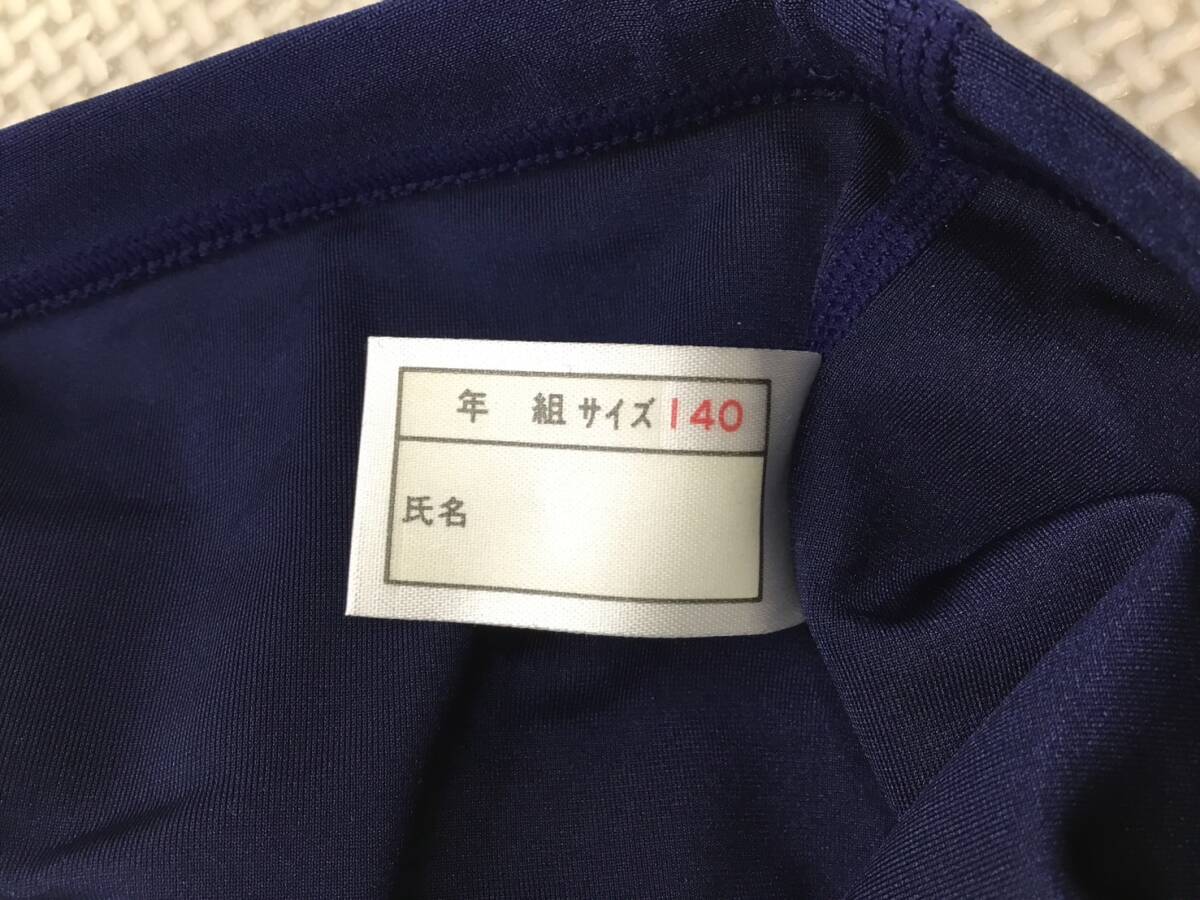 年 組 サイズ 140
氏名